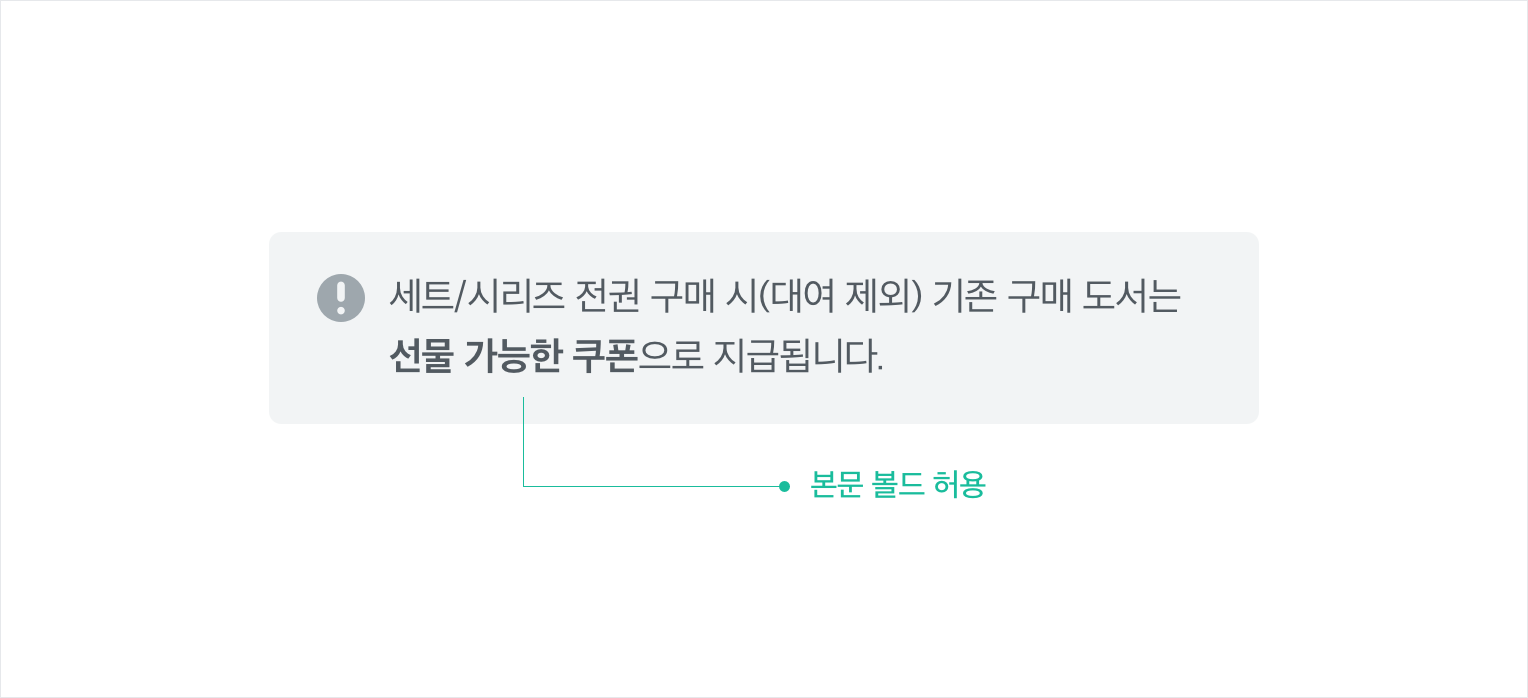 세트/시리즈 전권 구매 시(대여 제외) 기존 구매 도서는
선물 가능한 쿠폰으로 지급됩니다.
본문 볼드 허용